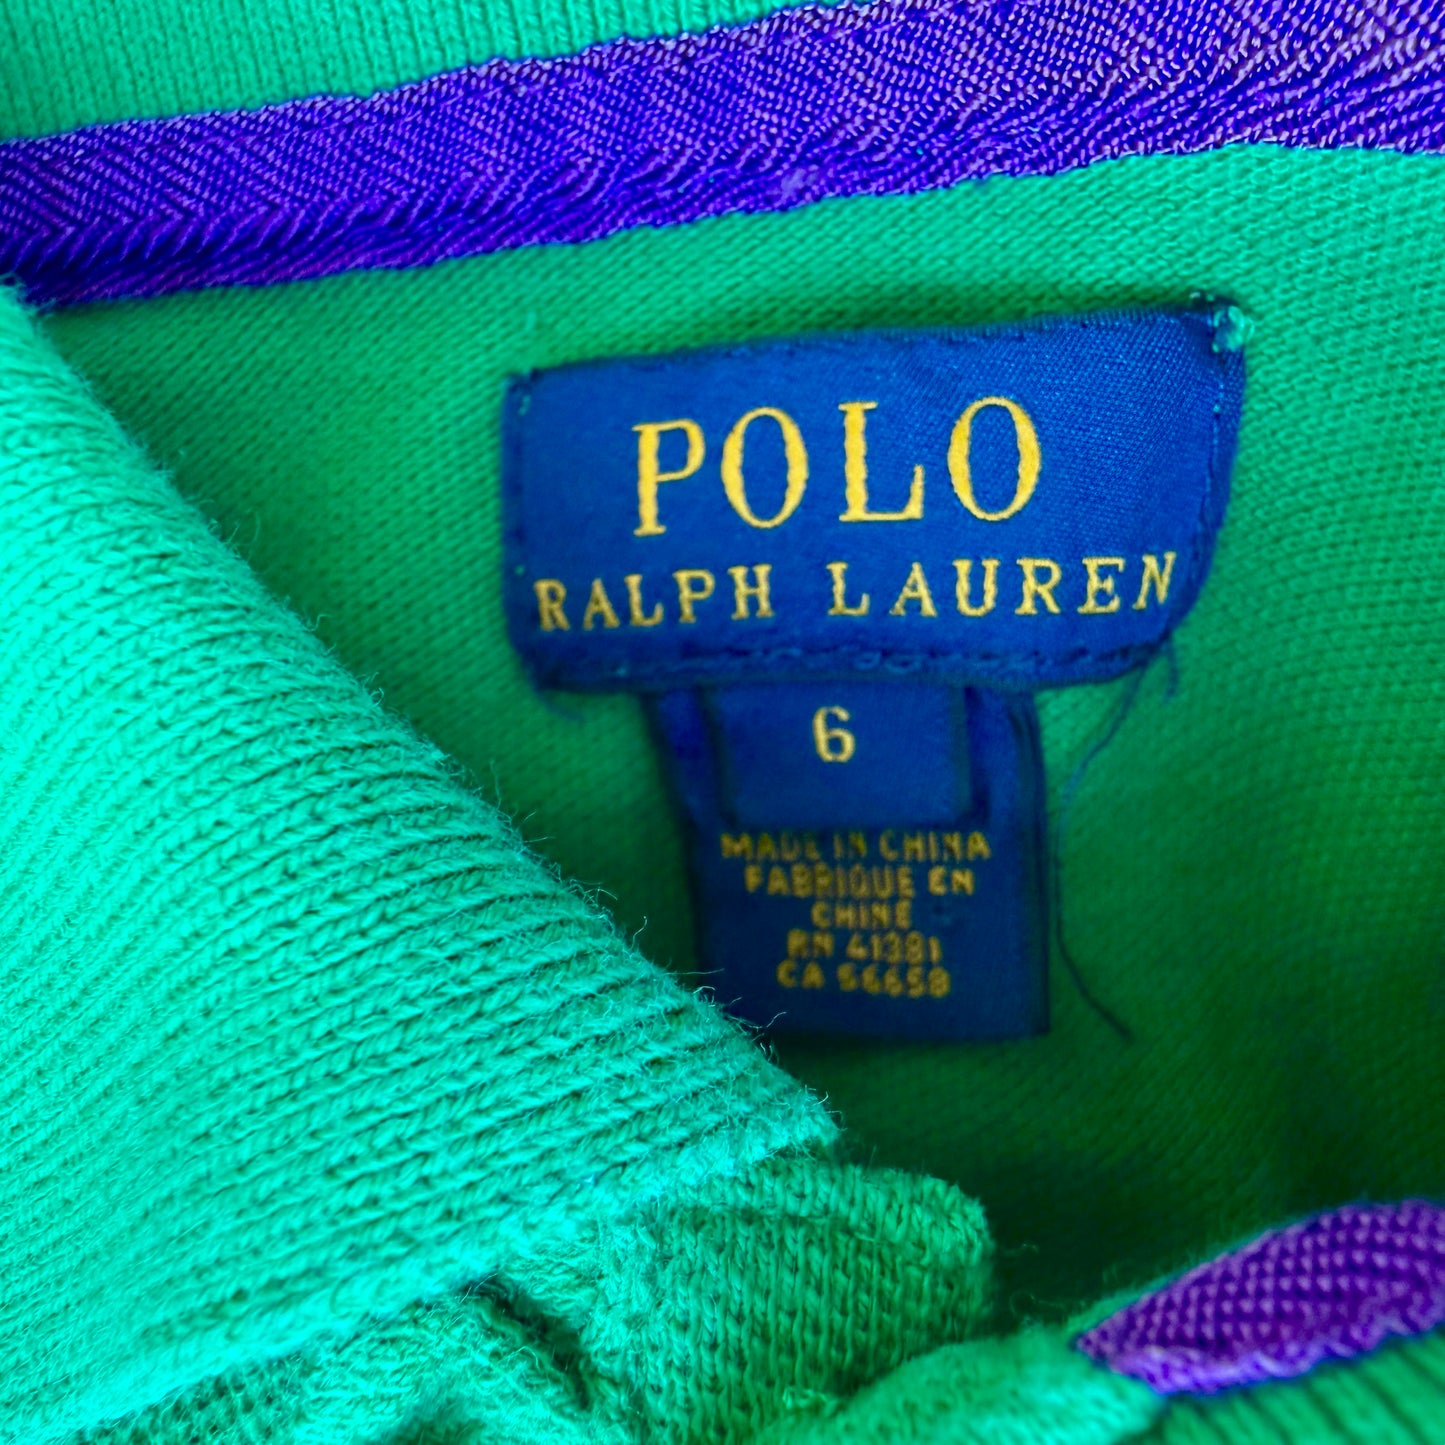 POLO
RALPH LAUREN
6
MADE IN CHINA
FABRIQUE EN
CHINE
RN 41381
CA 56658